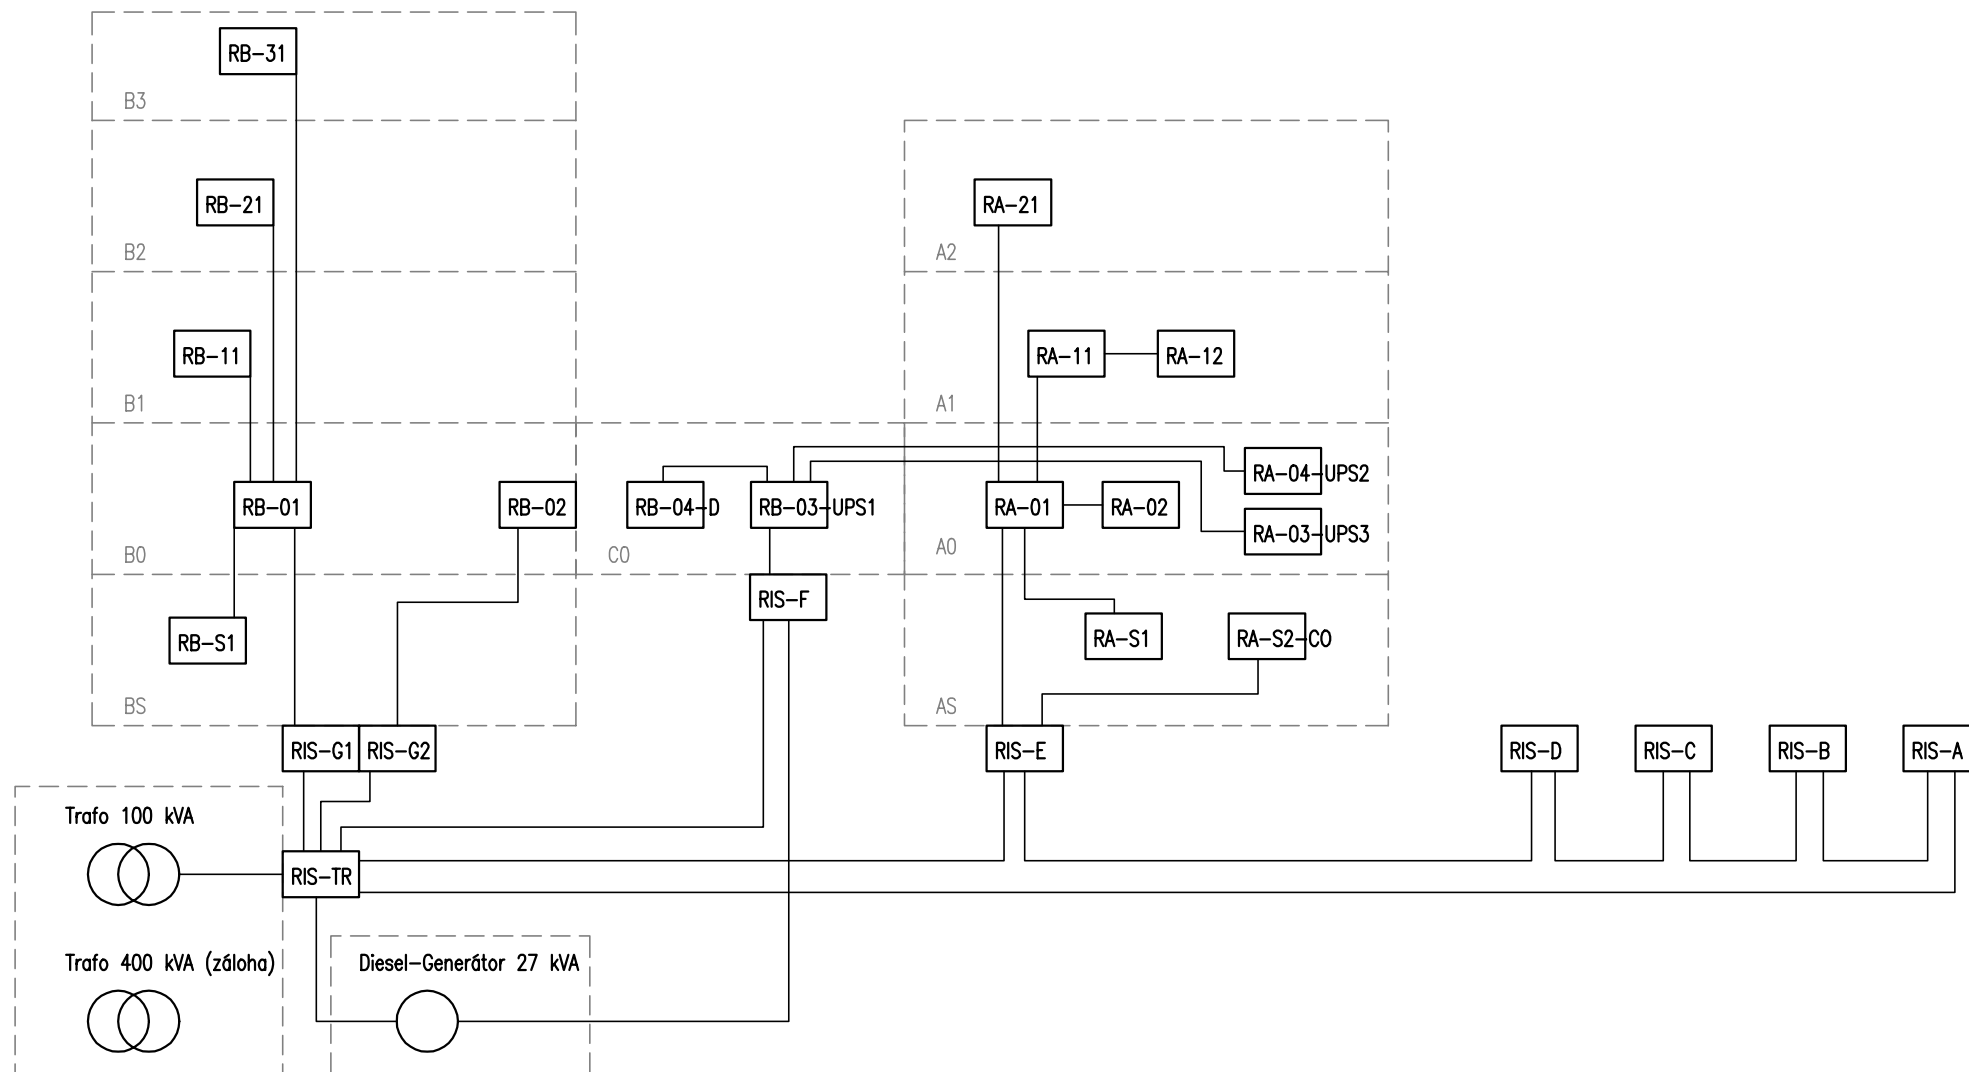 RB-31
B3
RB-21
RA-21
B2
A2
RB-11
RA-11
RA-12
B1
A1
RA-04-UPS2
RB-01
RB-02
RB-04-D
RB-03-UPS1
RA-01
RA-02
RA-03-UPS3
B0
C0
A0
RIS-F
RB-S1
RA-S1
RA-S2-C0
BS
AS
RIS-G1
RIS-G2
RIS-E
RIS-D
RIS-C
RIS-B
RIS-A
Trafo 100 kVA
RIS-TR
Trafo 400 kVA (záloha)
Diesel-Generátor 27 kVA